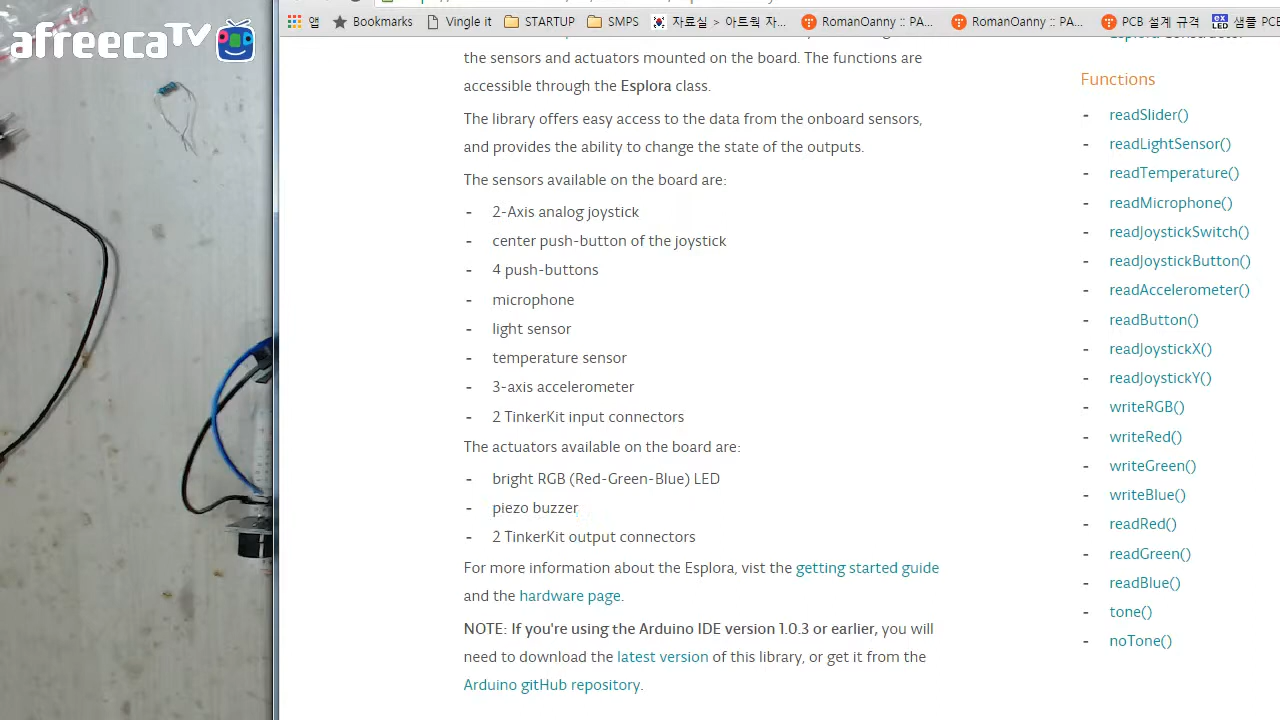 afreecaTV
앱
Bookmarks
Vingle it
STARTUP
SMPS
자료실 > 아트웍 자...
RomanOanny :: PA...
RomnOanny :: PA...
PCB 설계 규격
샘플 PCE
the sensors and actuators mounted on the board. The functions are
accessible through the Esplora class.
The library offers easy access to the data from the onboard sensors,
and provides the ability to change the state of the outputs.
The sensors available on the board are:
- 2-Axis analog joystick
- center push-button of the joystick
- 4 push-buttons
- microphone
- light sensor
- temperature sensor
- 3-axis accelerometer
- 2 TinkerKit input connectors
The actuators available on the board are:
- bright RGB (Red-Green-Blue) LED
- piezo buzzer
- 2 TinkerKit output connectors
For more information about the Esplora, vist the getting started guide
and the hardware page.
NOTE: If you're using the Arduino IDE version 1.0.3 or earlier, you will
need to download the latest version of this library, or get it from the
Arduino gitHub repository.
Functions
- readSlider()
- readLightSensor()
- readTemperature()
- readMicrophone()
- readJoystickSwitch()
- readJoystickButton()
- readAccelerometer()
- readButton()
- readJoystickX()
- readJoystickY()
- writeRGB()
- writeRed()
- writeGreen()
- writeBlue()
- readRed()
- readGreen()
- readBlue()
- tone()
- noTone()